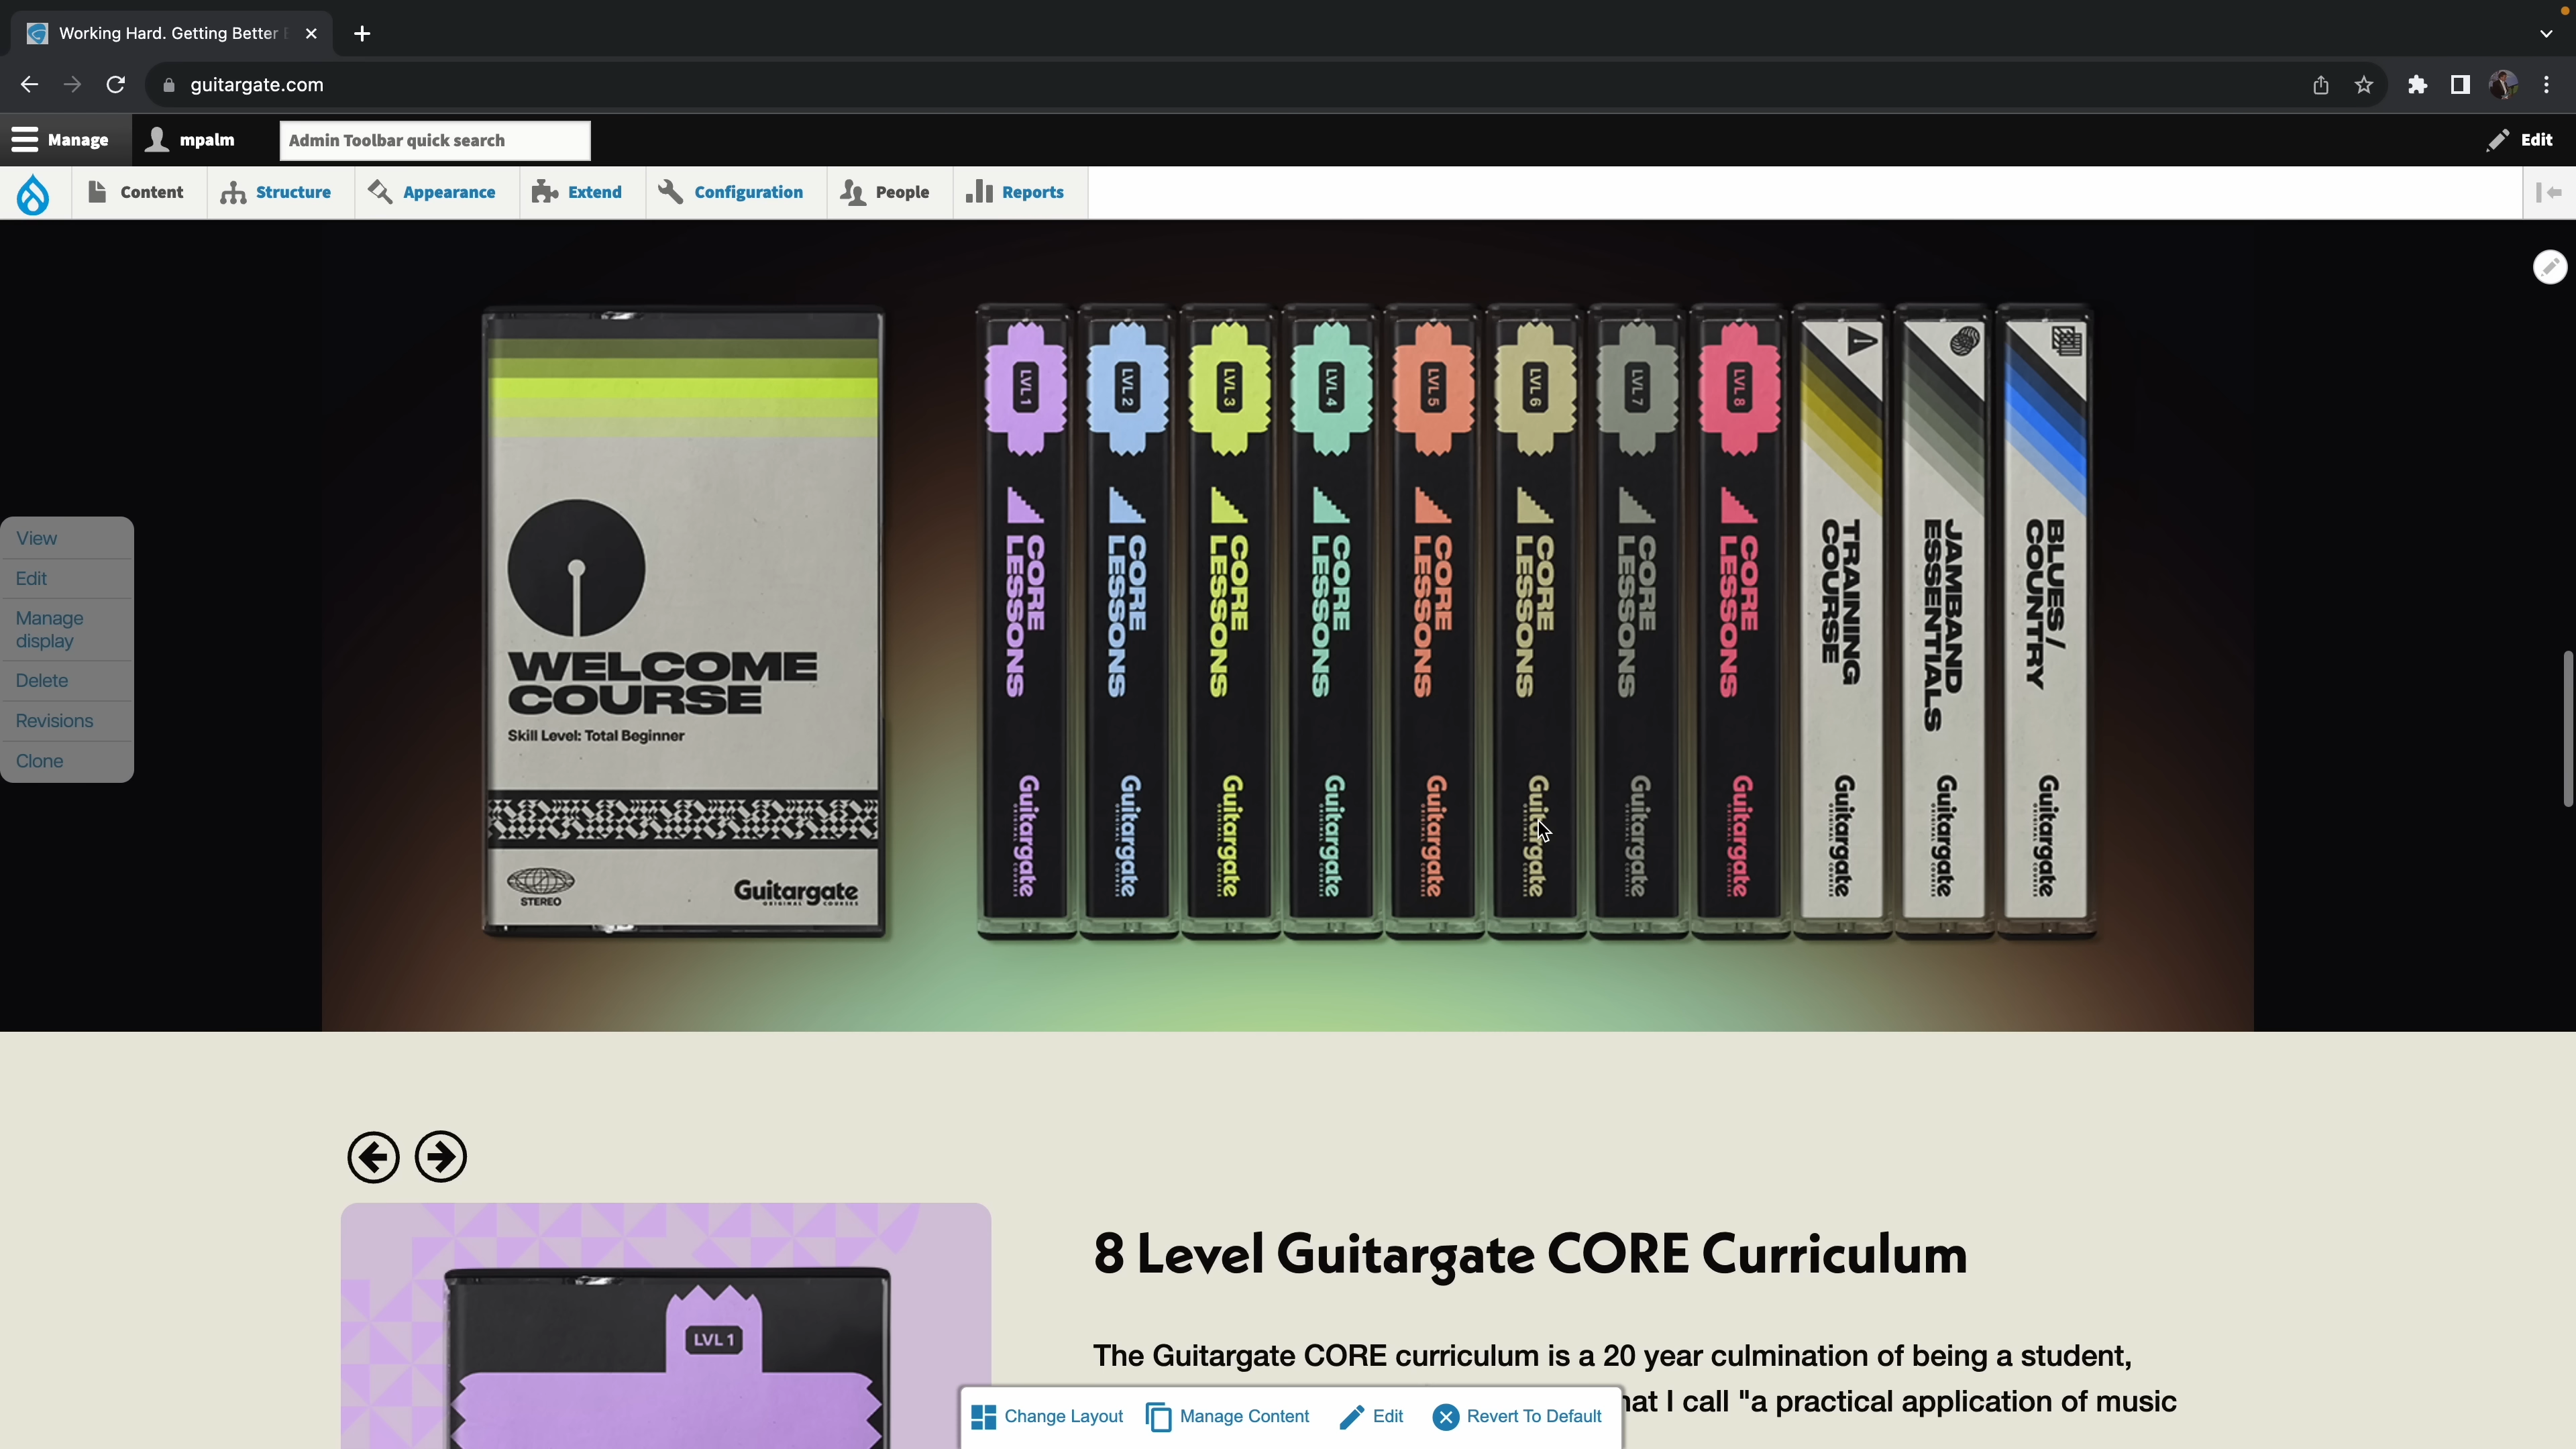 Working Hard. Getting Better
guitargate.com
Manage
mpalm
Admin Toolbar quick search
Edit
Content
Structure
Appearance
Extend
Configuration
People
Reports
View
Edit
Manage
display
Delete
Revisions
Clone
WELCOME
COURSE
Skill Level: Total Beginner
STEREO
Guitargate
ORIGINAL COURSES
LVL 1
CORE
LESSONS
Guitargate
LVL 2
CORE
LESSONS
Guitargate
LVL 3
CORE
LESSONS
Guitargate
LVL 4
CORE
LESSONS
Guitargate
LVL 5
CORE
LESSONS
Guitargate
LVL 6
CORE
LESSONS
Guitargate
LVL 7
CORE
LESSONS
Guitargate
LVL 8
CORE
LESSONS
Guitargate
TRAINING
COURSE
Guitargate
JAMBAND
ESSENTIALS
Guitargate
BLUES/
COUNTRY
Guitargate
LVL 1
8 Level Guitargate CORE Curriculum
The Guitargate CORE curriculum is a 20 year culmination of being a student,
I call "a practical application of music
Change Layout
Manage Content
Edit
Revert To Default